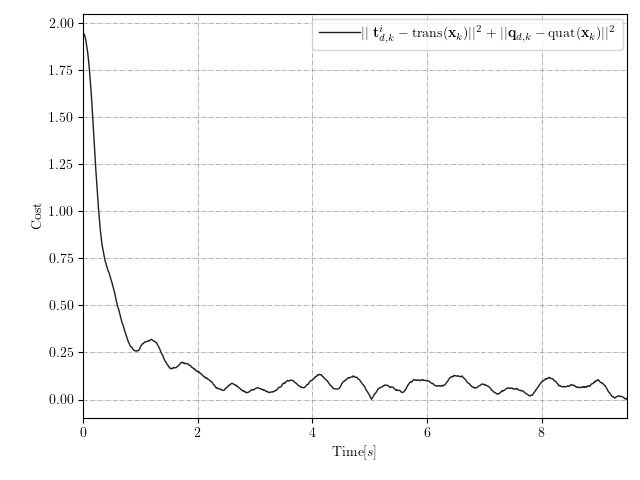 || t^i_{d,k} − trans(x_k)||² + ||q_{d,k} − quat(x_k)||²
2.00
1.75
1.50
1.25
1.00
0.75
0.50
0.25
0.00
Cost
0 2 4 6 8
Time[s]